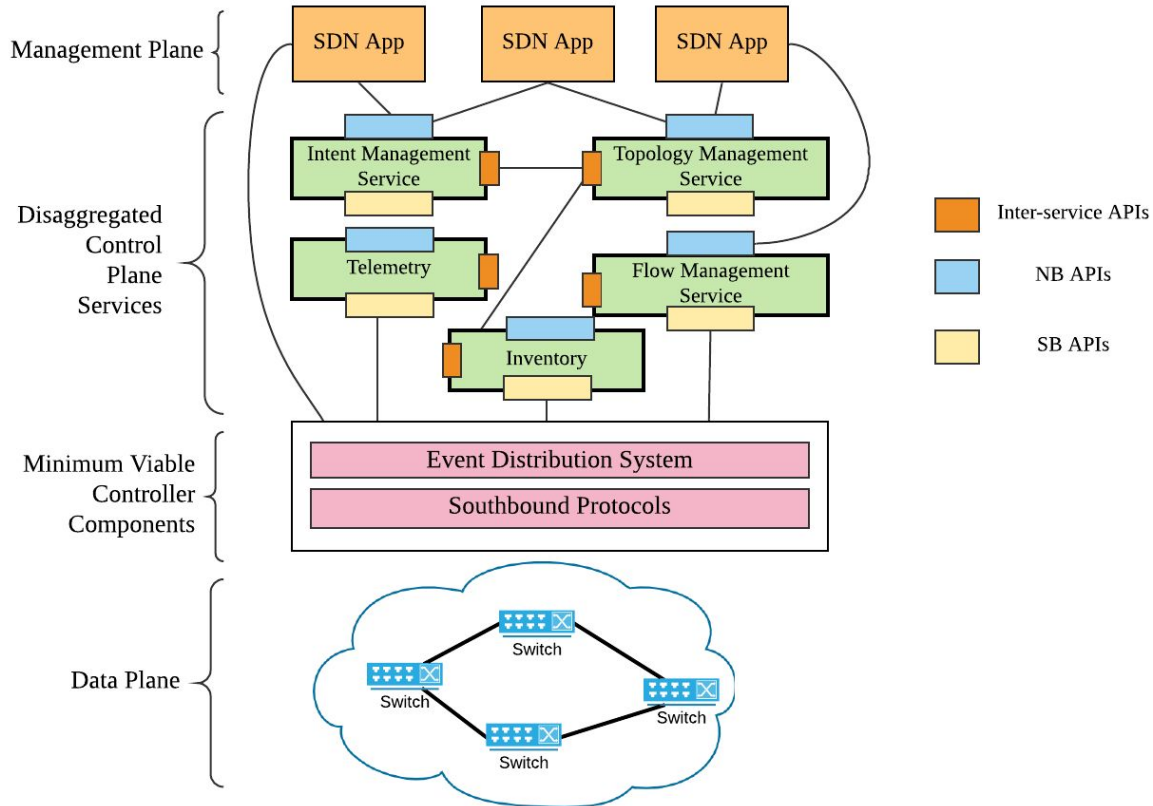 Management Plane
SDN App
SDN App
SDN App
Disaggregated
Control
Plane
Services
Intent Management
Service
Topology Management
Service
Telemetry
Flow Management
Service
Inventory
Inter-service APIs
NB APIs
SB APIs
Minimum Viable
Controller
Components
Event Distribution System
Southbound Protocols
Data Plane
Switch
Switch
Switch
Switch